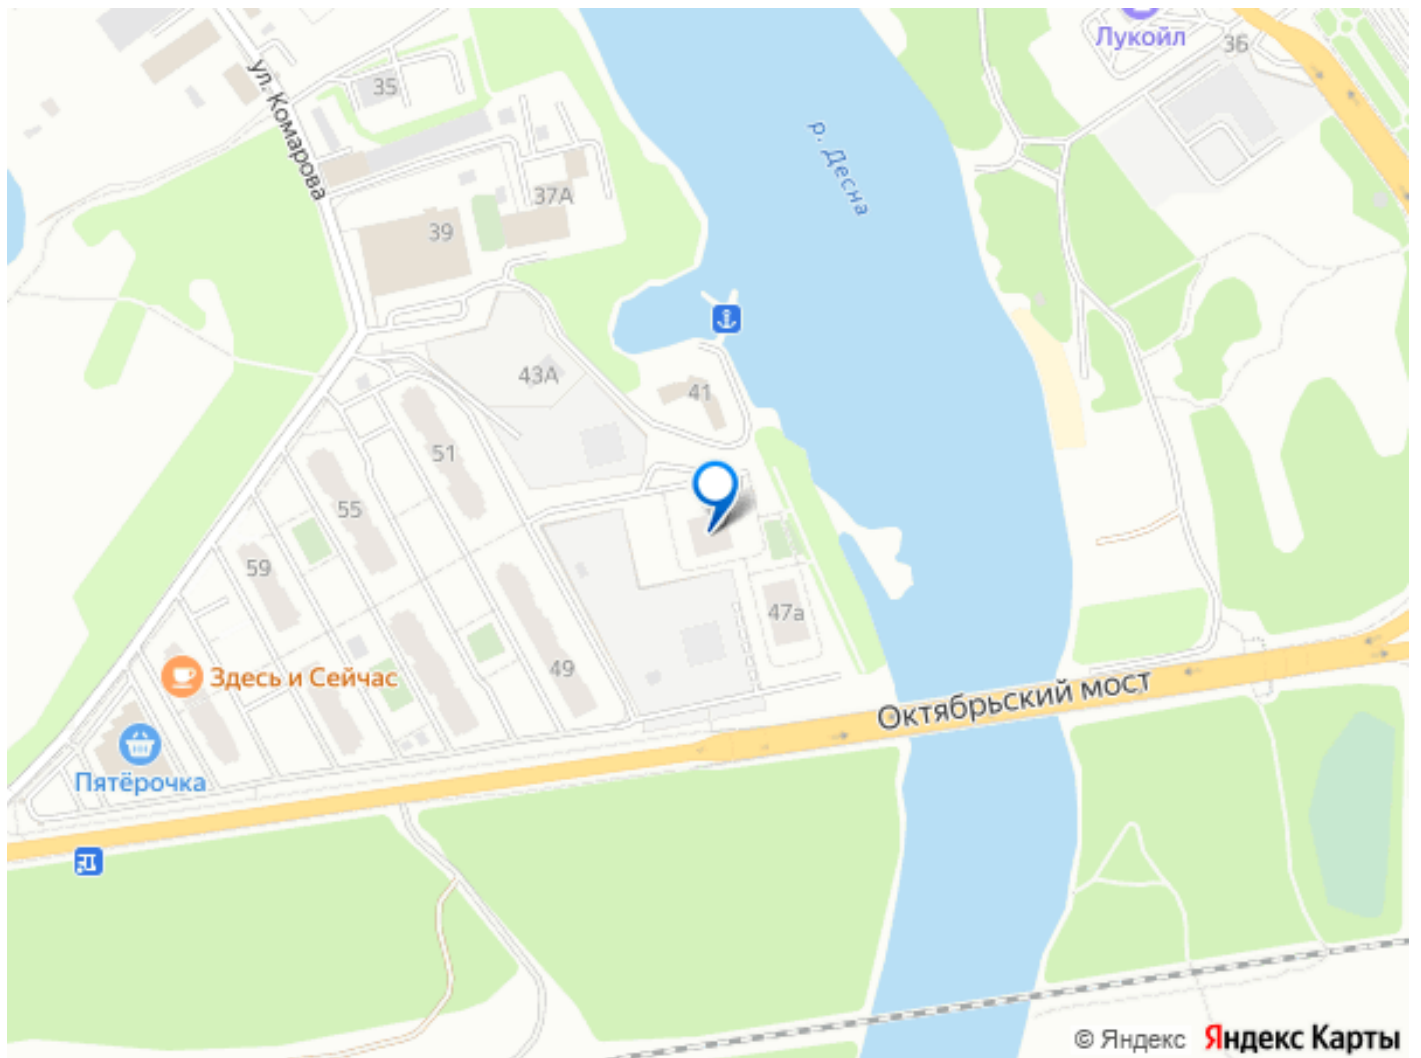 Лукойл
36
35
ул. Комарова
р. Десна
37А
39
43А
41
51
55
59
47а
49
Здесь и Сейчас
Октябрьский мост
Пятёрочка
© Яндекс Яндекс Карты